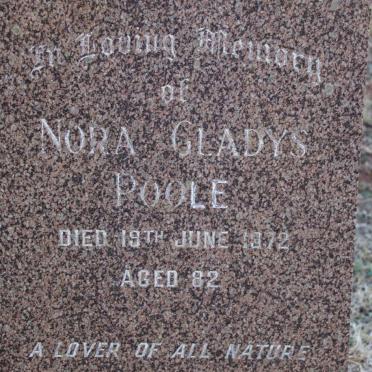 In Loving Memory
of
NORA GLADYS
POOLE
DIED 19TH JUNE 1972
AGED 82
A LOVER OF ALL NATURE